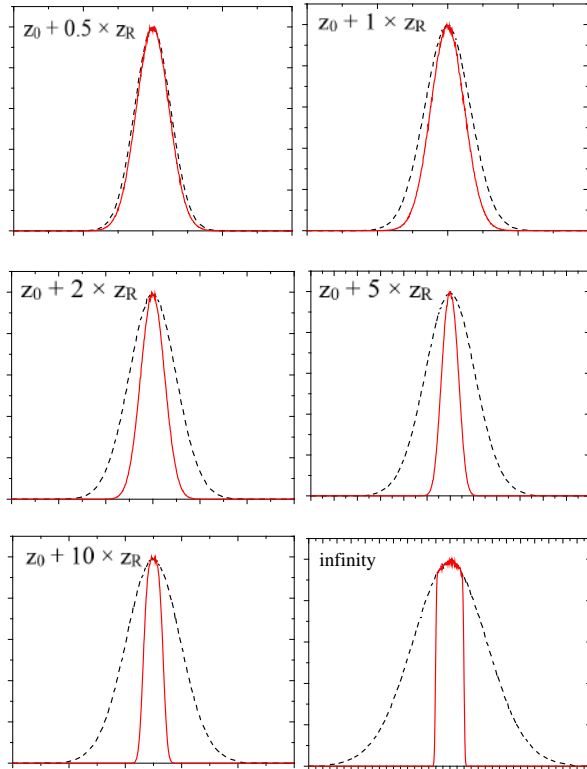 z₀ + 0.5 × zR
z₀ + 1 × zR
z₀ + 2 × zR
z₀ + 5 × zR
z₀ + 10 × zR
infinity